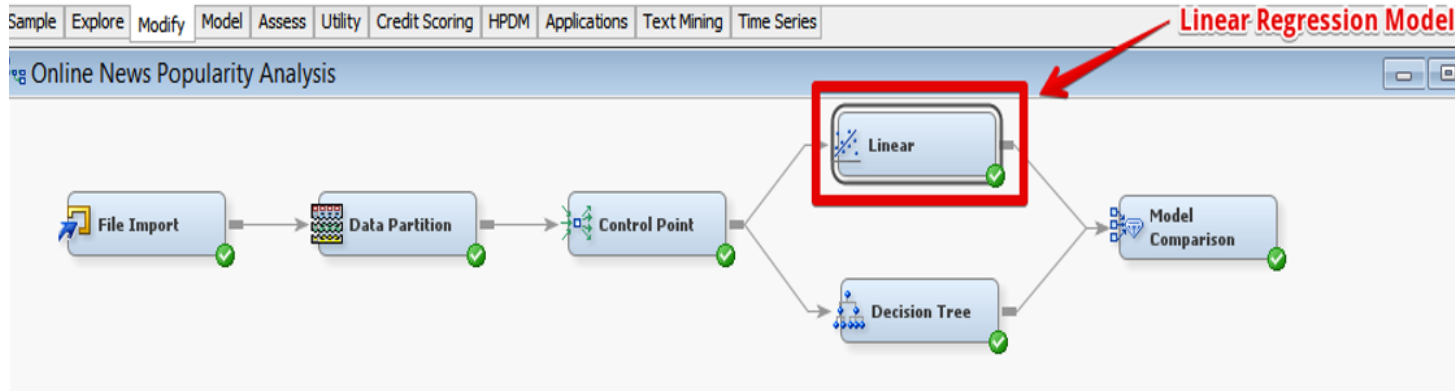 Sample Explore Modify Model Assess Utility Credit Scoring HPDM Applications Text Mining Time Series
Linear Regression Model
Online News Popularity Analysis
Linear
File Import
Data Partition
Control Point
Model
Comparison
Decision Tree